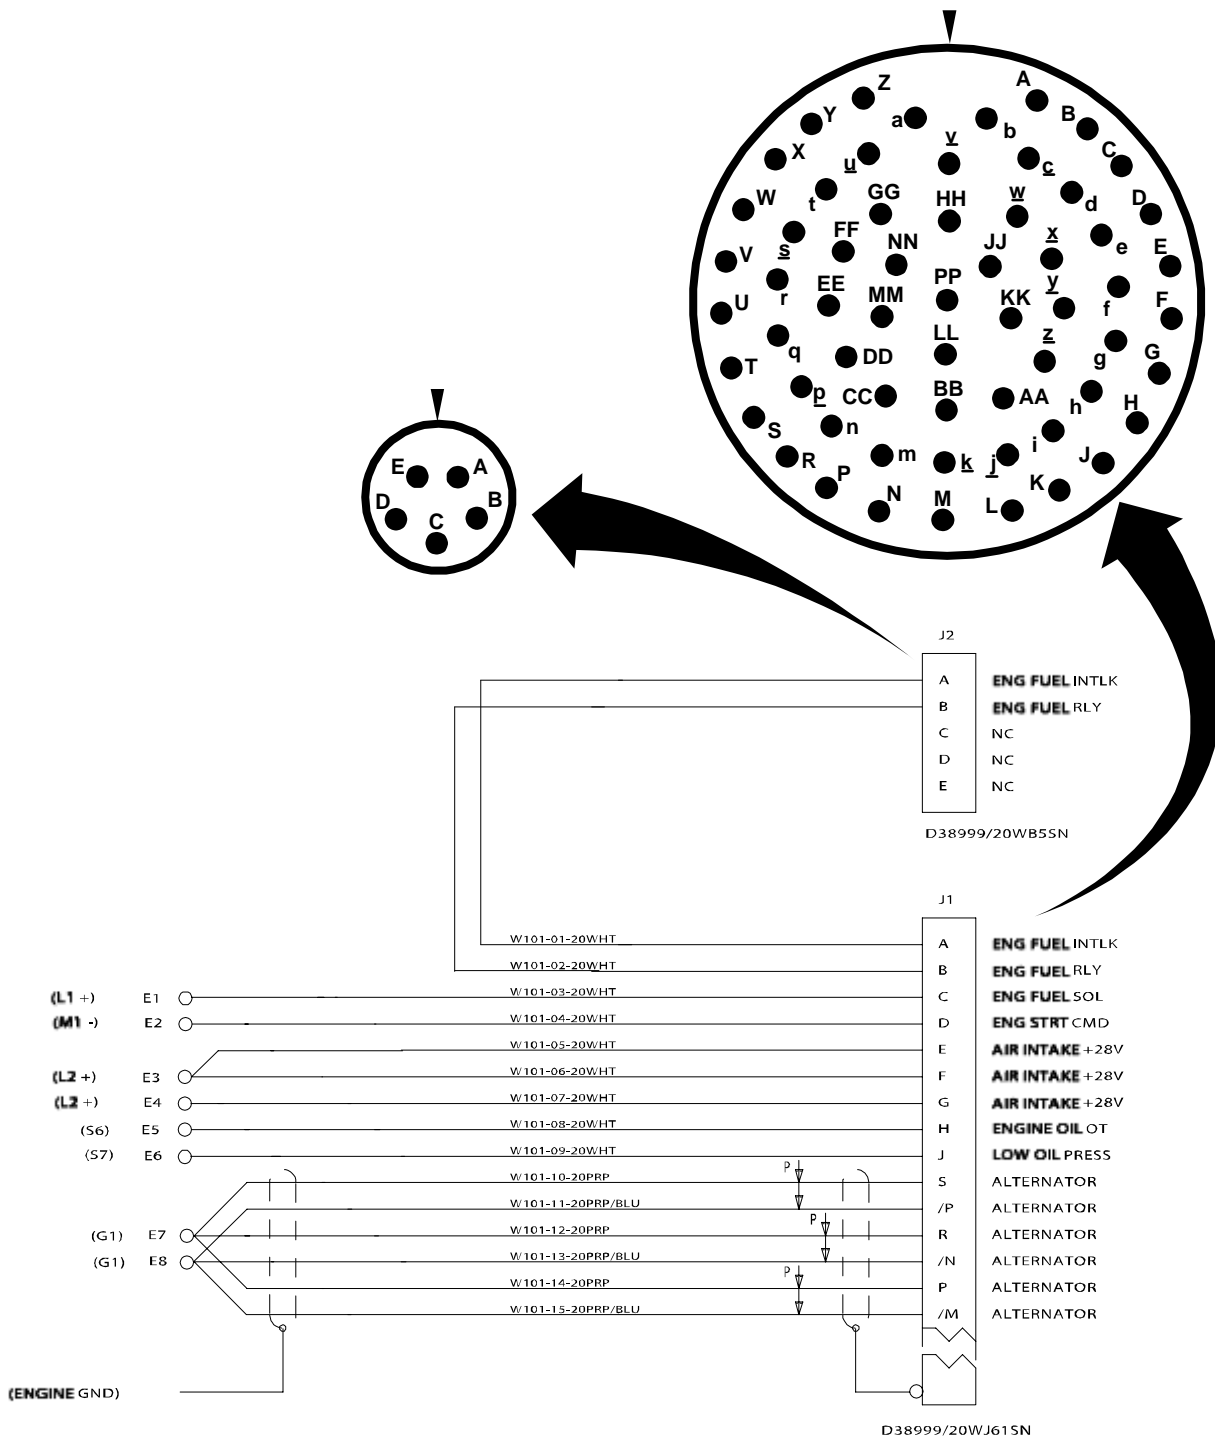 Z A
Y a b B
X u v c C
W t GG HH w d D
s FF NN JJ x e E
V r EE MM PP KK y f F
U q DD LL z g G
T p CC BB AA h H
S n m k j i J
R P N M L K
E A
D C B
J2
A ENG FUEL INTLK
B ENG FUEL RLY
C NC
D NC
E NC
D38999/20WB5SN
J1
W101-01-20WHT A ENG FUEL INTLK
W101-02-20WHT B ENG FUEL RLY
(L1 +) E1 W101-03-20WHT C ENG FUEL SOL
(M1 -) E2 W101-04-20WHT D ENG STRT CMD
W101-05-20WHT E AIR INTAKE +28V
(L2 +) E3 W101-06-20WHT F AIR INTAKE +28V
(L2 +) E4 W101-07-20WHT G AIR INTAKE +28V
(S6) E5 W101-08-20WHT H ENGINE OIL OT
(S7) E6 W101-09-20WHT J LOW OIL PRESS
W101-10-20PRP P S ALTERNATOR
W101-11-20PRP/BLU /P ALTERNATOR
(G1) E7 W101-12-20PRP P R ALTERNATOR
(G1) E8 W101-13-20PRP/BLU /N ALTERNATOR
W101-14-20PRP P P ALTERNATOR
W101-15-20PRP/BLU /M ALTERNATOR
(ENGINE GND)
D38999/20WJ61SN